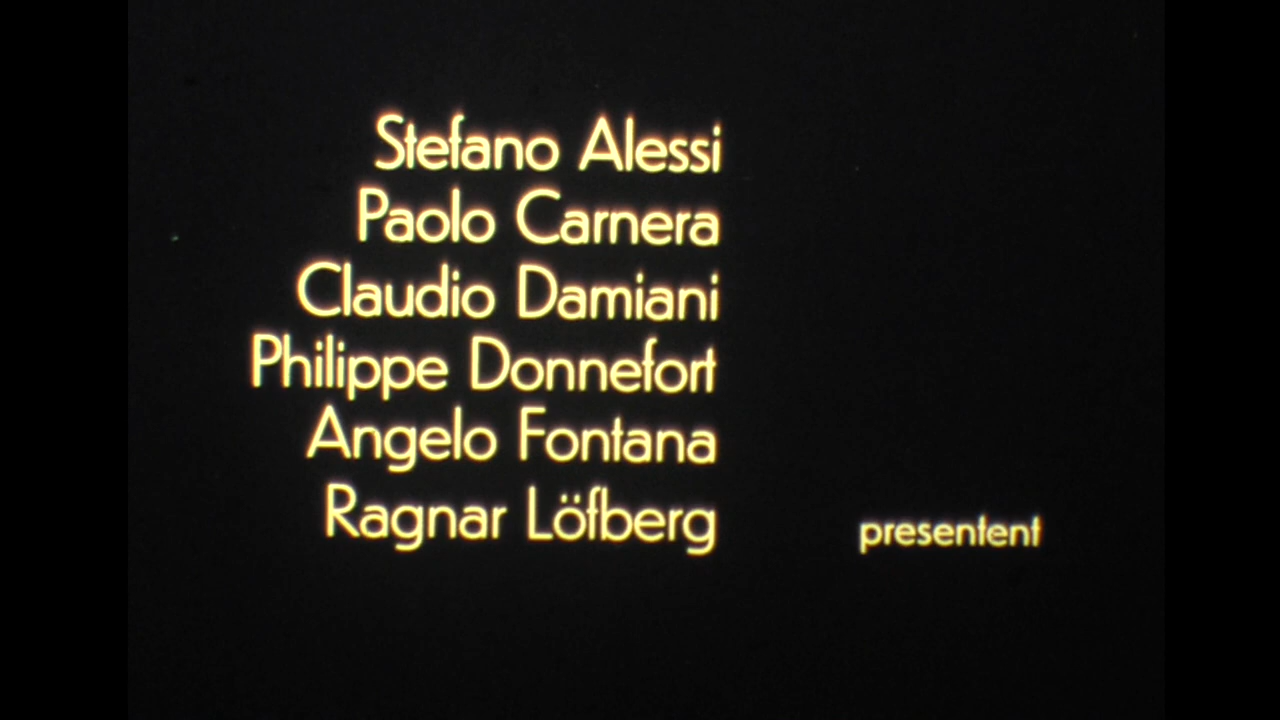 Stefano Alessi
Paolo Carnera
Claudio Damiani
Philippe Donnefort
Angelo Fontana
Ragnar Löfberg
presentent